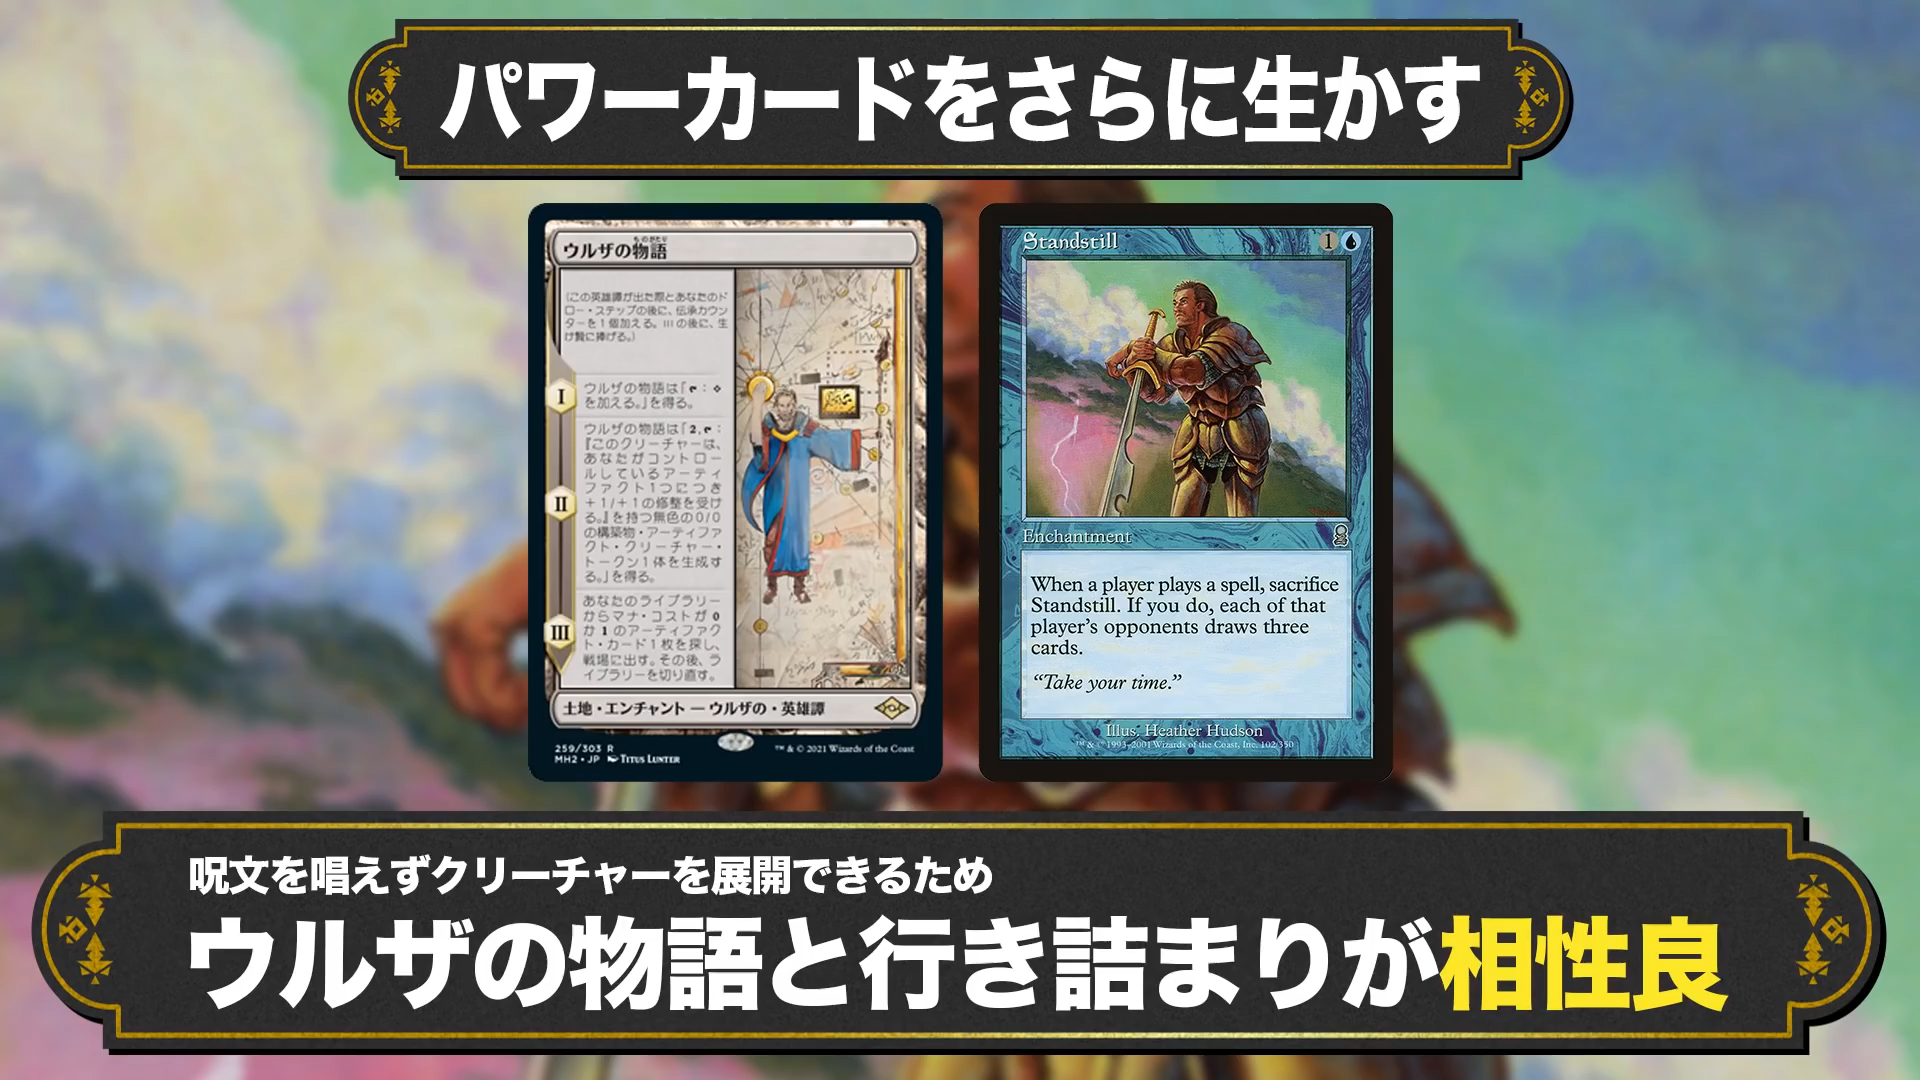 パワーカードをさらに生かす
ウルザの物語
ものがたり
(この英雄譚が出た際とあなたのド
ロー・ステップの後に、伝承カウン
ターを1個加える。IIIの後に、生
け贄に捧げる。)
I
ウルザの物語は「
を加える。」を得る。
II
ウルザの物語は「2,
『このクリーチャーは、
あなたがコントロー
ルしているアーティ
ファクト1つにつき
+1/+1の修整を受け
る。』を持つ無色の0/0
の構築物・アーティファ
クト・クリーチャー・
トークン1体を生成す
る。」を得る。
III
あなたのライブラリー
からマナ・コストが0
か1のアーティファク
ト・カード1枚を探し、
戦場に出す。その後、ラ
イブラリーを切り直す。
土地・エンチャント — ウルザの・英雄譚
259/303 R
MH2・JP TITUS LUNTER
™ & © 2021 Wizards of the Coast
Standstill
1
Enchantment
When a player plays a spell, sacrifice
Standstill. If you do, each of that
player's opponents draws three
cards.
“Take your time.”
Illus. Heather Hudson
™ & © 1993-2001 Wizards of the Coast, Inc. 102/350
呪文を唱えずクリーチャーを展開できるため
ウルザの物語と行き詰まりが相性良